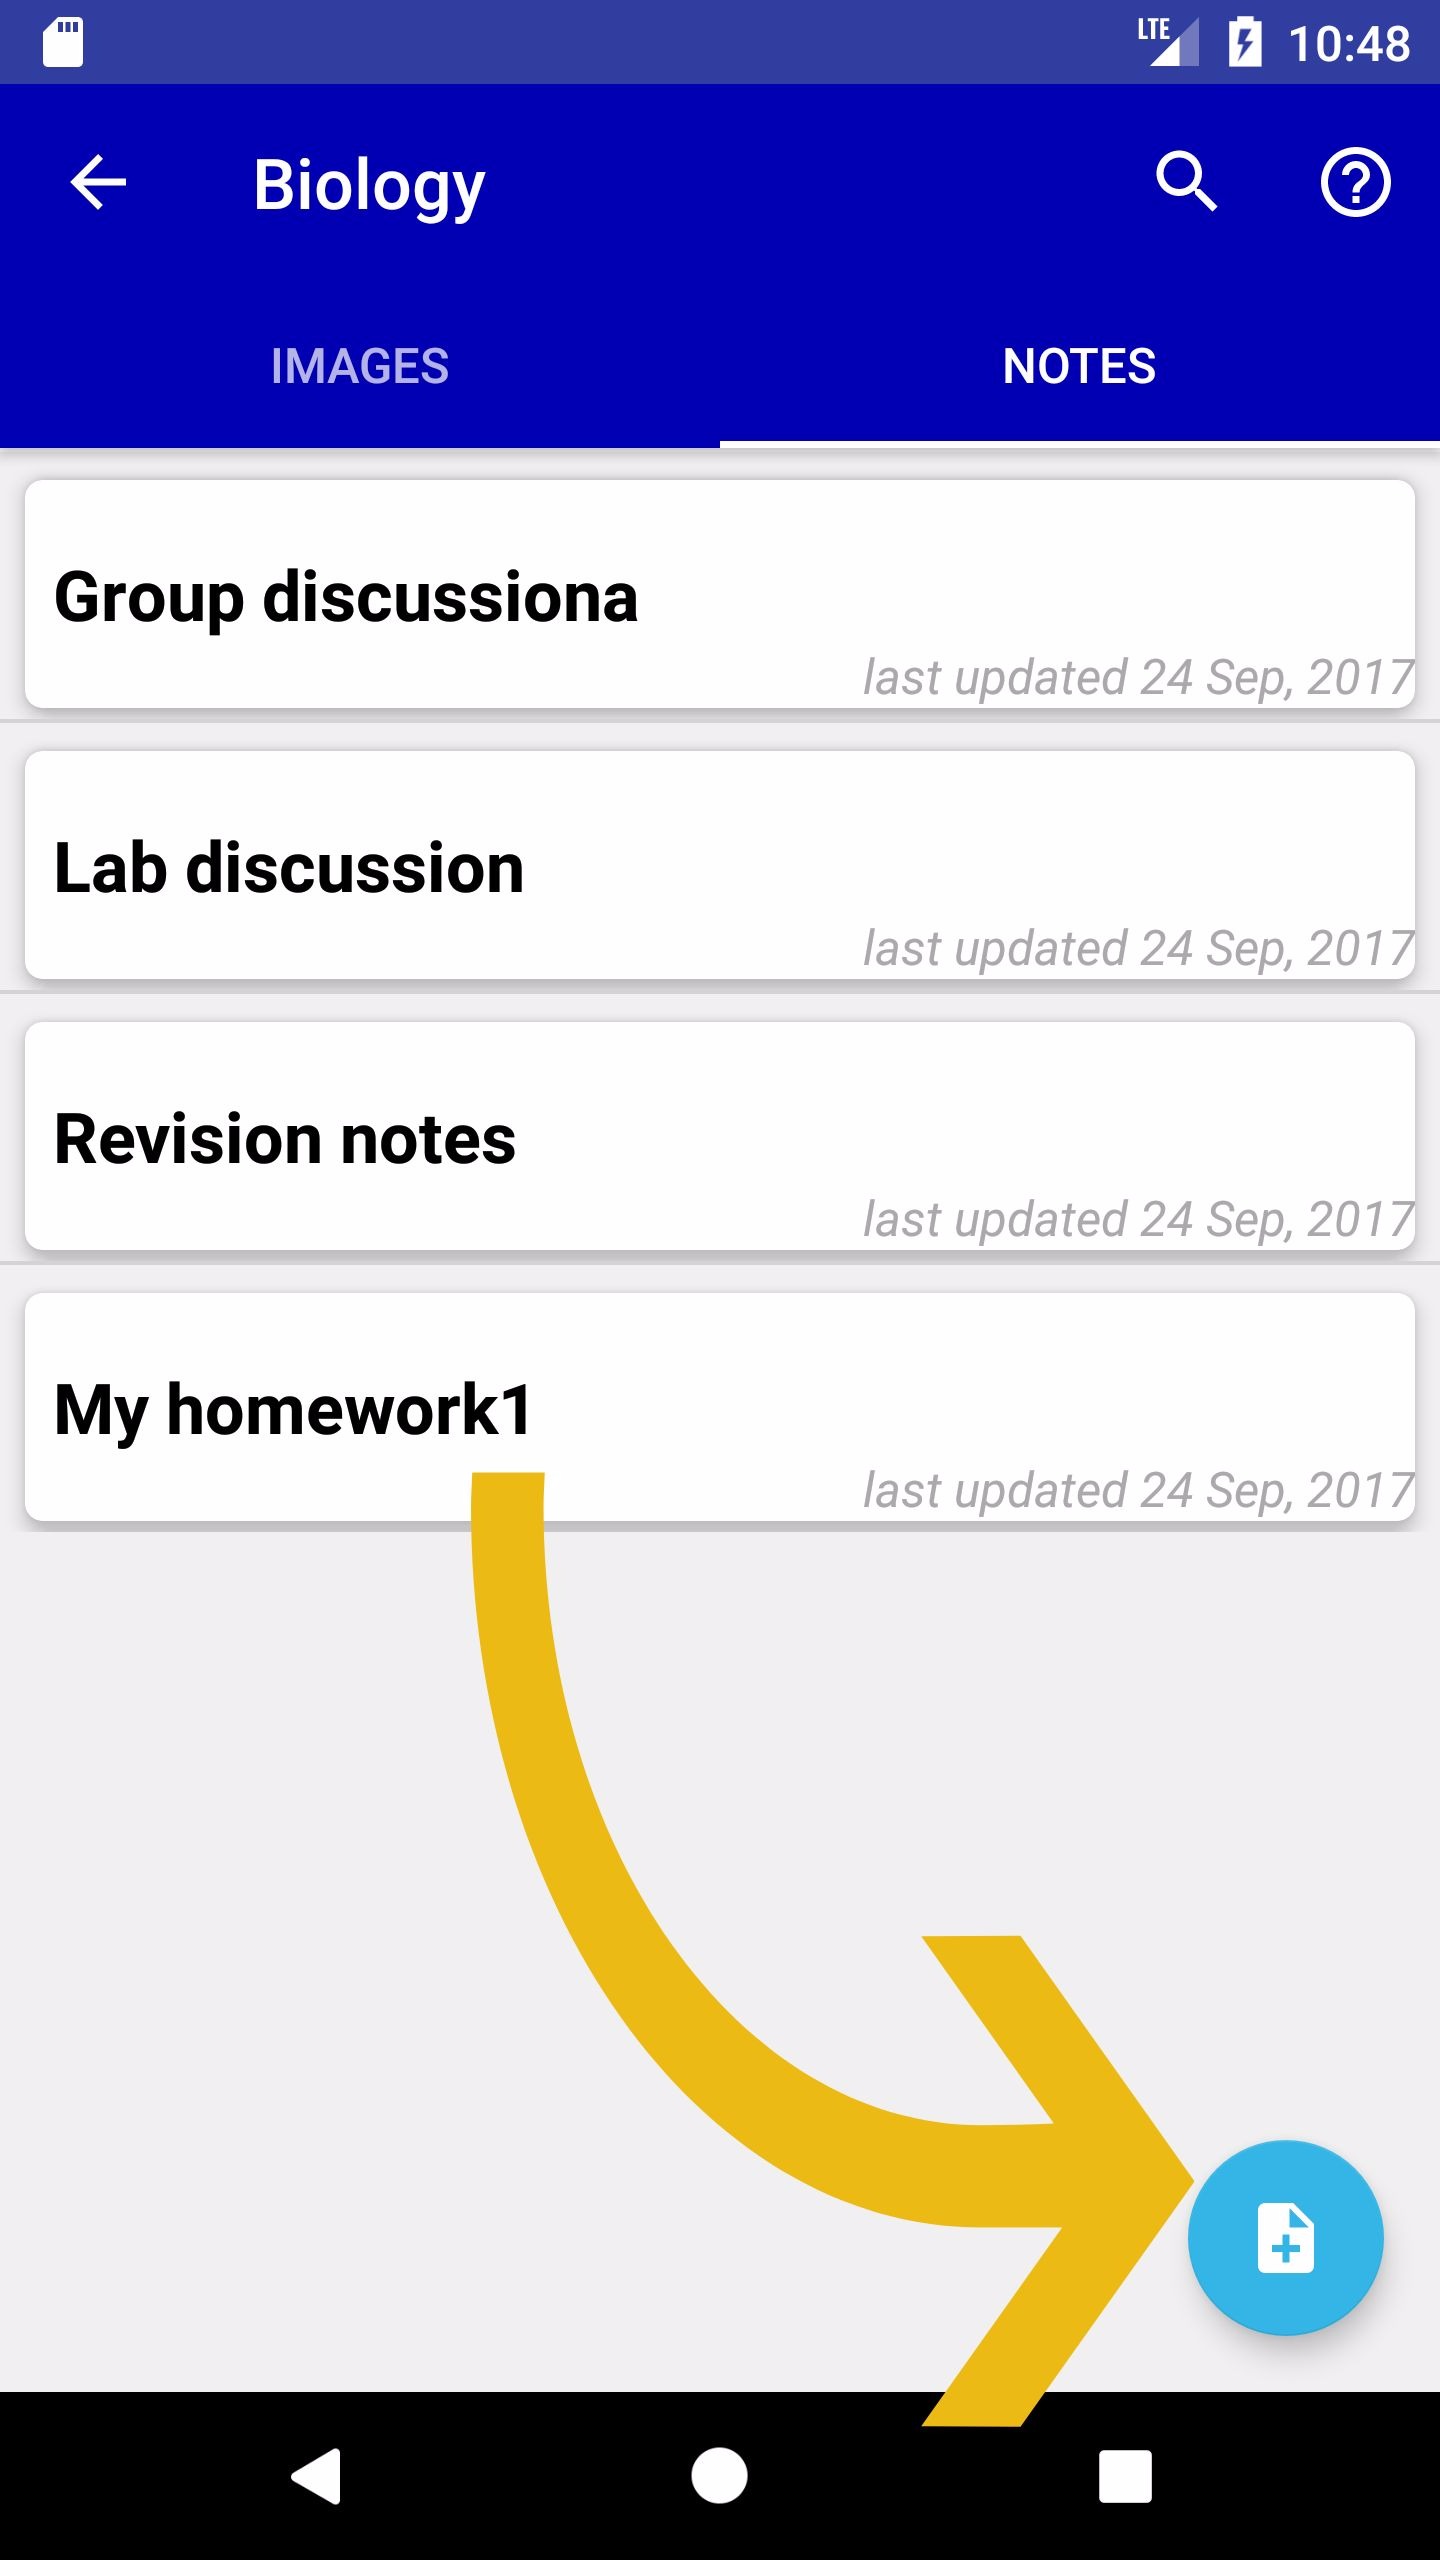 LTE 10:48
Biology
IMAGES NOTES
Group discussiona
last updated 24 Sep, 2017
Lab discussion
last updated 24 Sep, 2017
Revision notes
last updated 24 Sep, 2017
My homework1
last updated 24 Sep, 2017